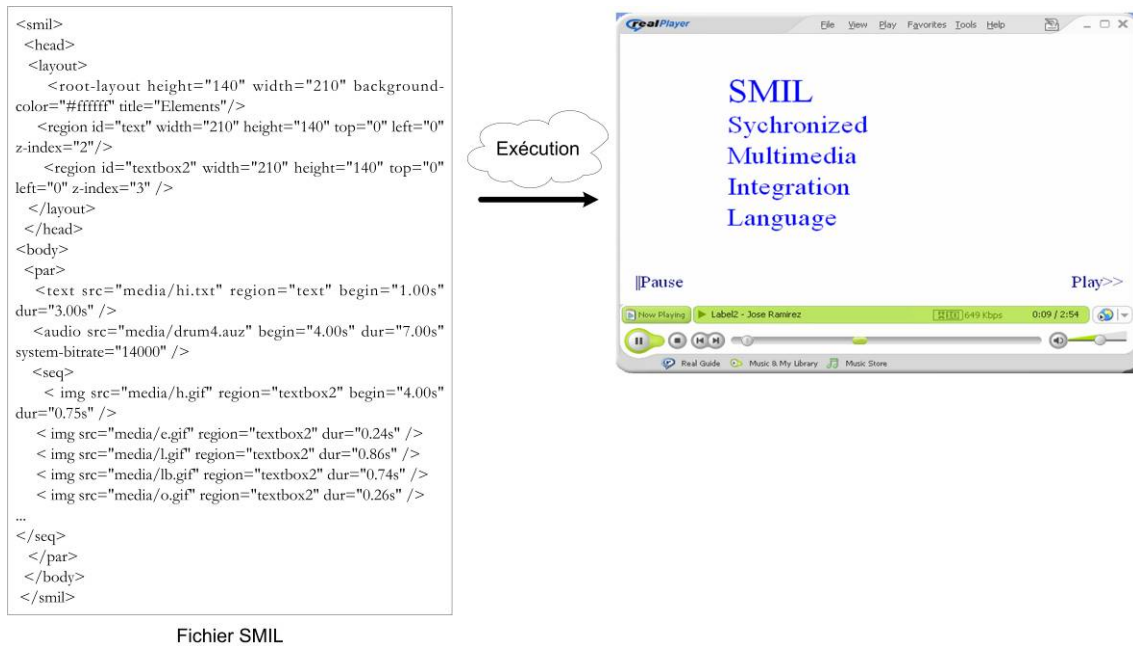 <smil>
<head>
<layout>
<root-layout height="140" width="210" background-
color="#ffffff" title="Elements"/>
<region id="text" width="210" height="140" top="0" left="0"
z-index="2"/>
<region id="textbox2" width="210" height="140" top="0"
left="0" z-index="3" />
</layout>
</head>
<body>
<par>
<text src="media/hi.txt" region="text" begin="1.00s"
dur="3.00s" />
<audio src="media/drum4.auz" begin="4.00s" dur="7.00s"
system-bitrate="14000" />
<seq>
< img src="media/h.gif" region="textbox2" begin="4.00s"
dur="0.75s" />
< img src="media/e.gif" region="textbox2" dur="0.24s" />
< img src="media/l.gif" region="textbox2" dur="0.86s" />
< img src="media/lb.gif" region="textbox2" dur="0.74s" />
< img src="media/o.gif" region="textbox2" dur="0.26s" />
...
</seq>
</par>
</body>
</smil>
Fichier SMIL
Exécution
realPlayer File View Play Favorites Tools Help
SMIL
Sychronized
Multimedia
Integration
Language
||Pause Play>>
Now Playing Label2 - Jose Ramirez 649 Kbps 0:09 / 2:54
Real Guide Music & My Library Music Store